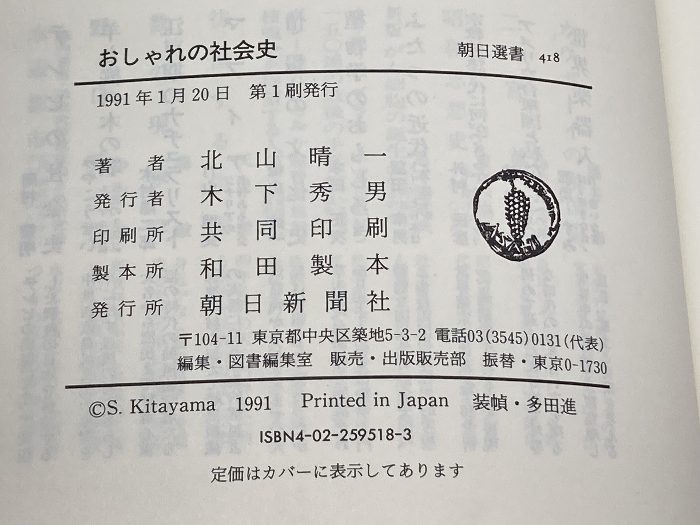 おしゃれの社会史 朝日選書 418
1991年1月20日 第1刷発行
著者 北山晴一
発行者 木下秀男
印刷所 共同印刷
製本所 和田製本
発行所 朝日新聞社
〒104-11 東京都中央区築地5-3-2 電話03(3545)0131(代表)
編集・図書編集室 販売・出版販売部 振替・東京0-1730
©S. Kitayama 1991 Printed in Japan 装幀・多田進
ISBN4-02-259518-3
定価はカバーに表示してあります